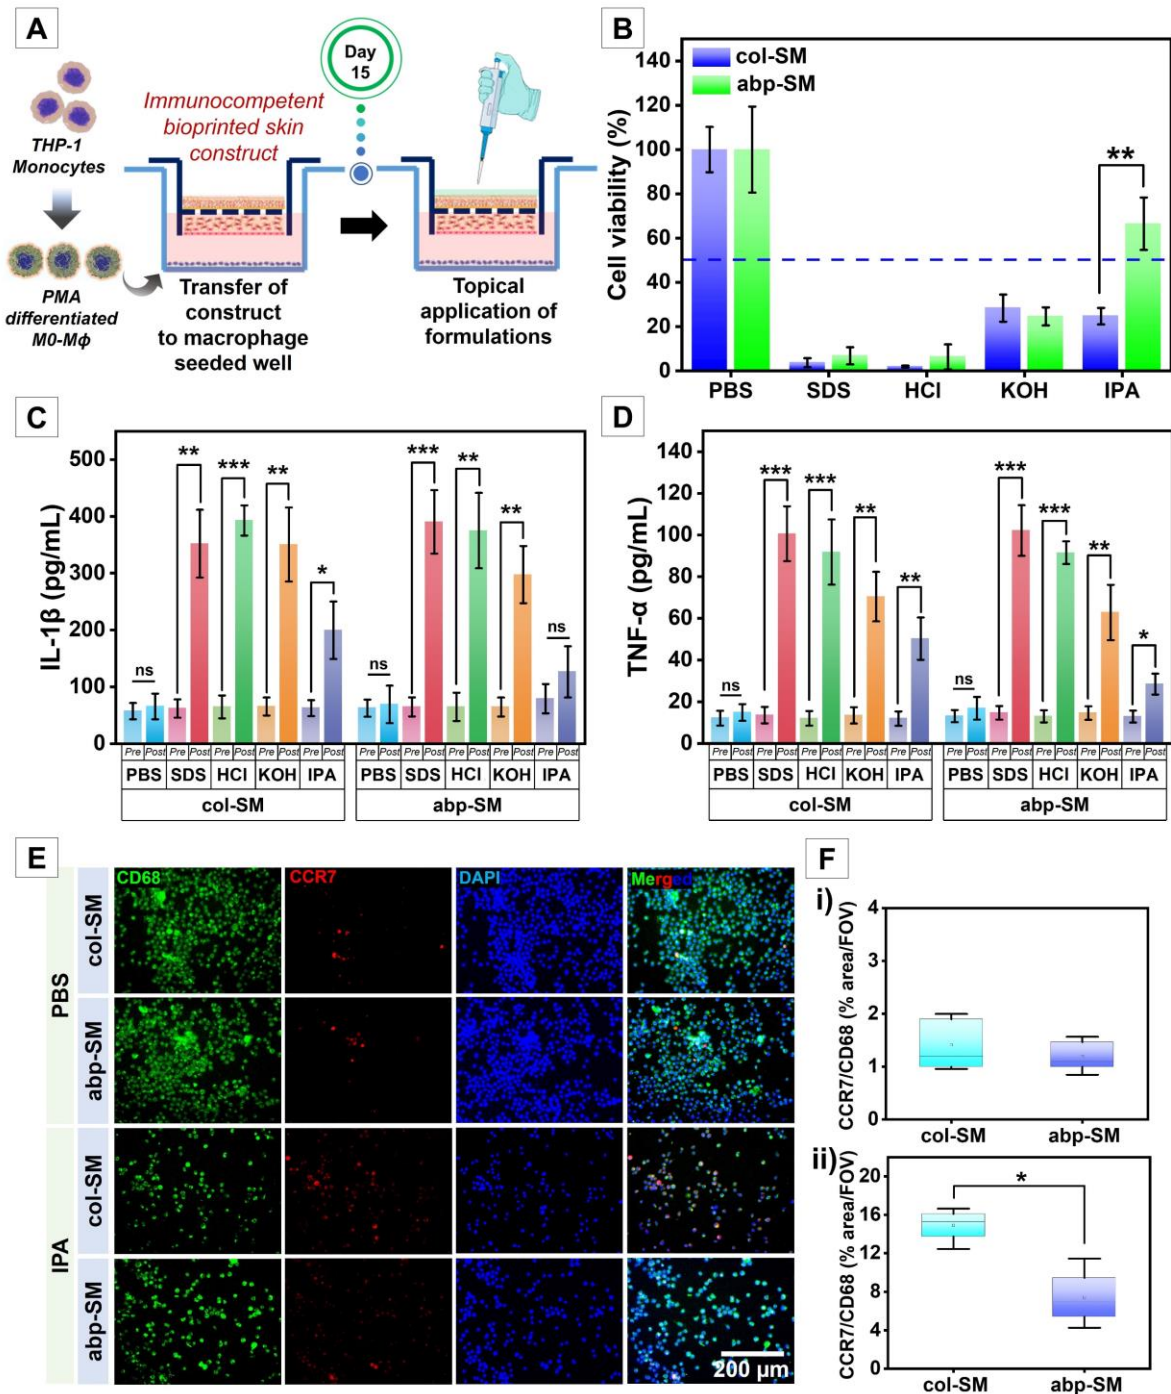 A
THP-1
Monocytes
PMA
differentiated
M0-Mϕ
Immunocompetent
bioprinted skin
construct
Day
15
Transfer of
construct
to macrophage
seeded well
Topical
application of
formulations
B
Cell viability (%)
140
120
100
80
60
40
20
0
col-SM
abp-SM
**
PBS SDS HCl KOH IPA
C
IL-1β (pg/mL)
500
400
300
200
100
0
ns ** *** ** *
ns *** ** ** ns
Pre Post Pre Post Pre Post Pre Post Pre Post Pre Post Pre Post Pre Post Pre Post Pre Post
PBS SDS HCl KOH IPA PBS SDS HCl KOH IPA
col-SM abp-SM
D
TNF-α (pg/mL)
140
120
100
80
60
40
20
0
ns *** *** ** **
ns *** *** ** *
Pre Post Pre Post Pre Post Pre Post Pre Post Pre Post Pre Post Pre Post Pre Post Pre Post
PBS SDS HCl KOH IPA PBS SDS HCl KOH IPA
col-SM abp-SM
E
CD68 CCR7 DAPI Merged
PBS
col-SM
abp-SM
IPA
col-SM
abp-SM
200 µm
F
i)
CCR7/CD68 (% area/FOV)
4
3
2
1
0
col-SM abp-SM
ii)
CCR7/CD68 (% area/FOV)
20
16
12
8
4
0
*
col-SM abp-SM